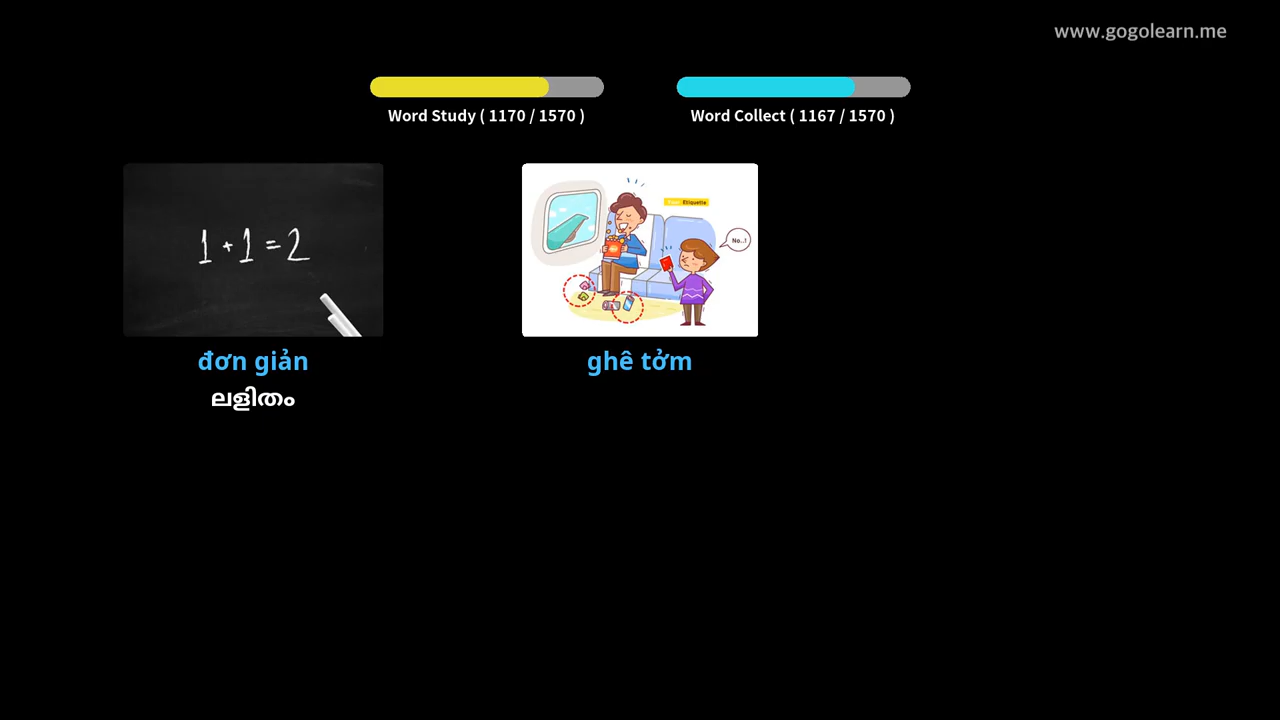 www.gogolearn.me
Word Study ( 1170 / 1570 )
Word Collect ( 1167 / 1570 )
1 + 1 = 2
Etiquette
No..!
đơn giản
ghê tởm
ലളിതം